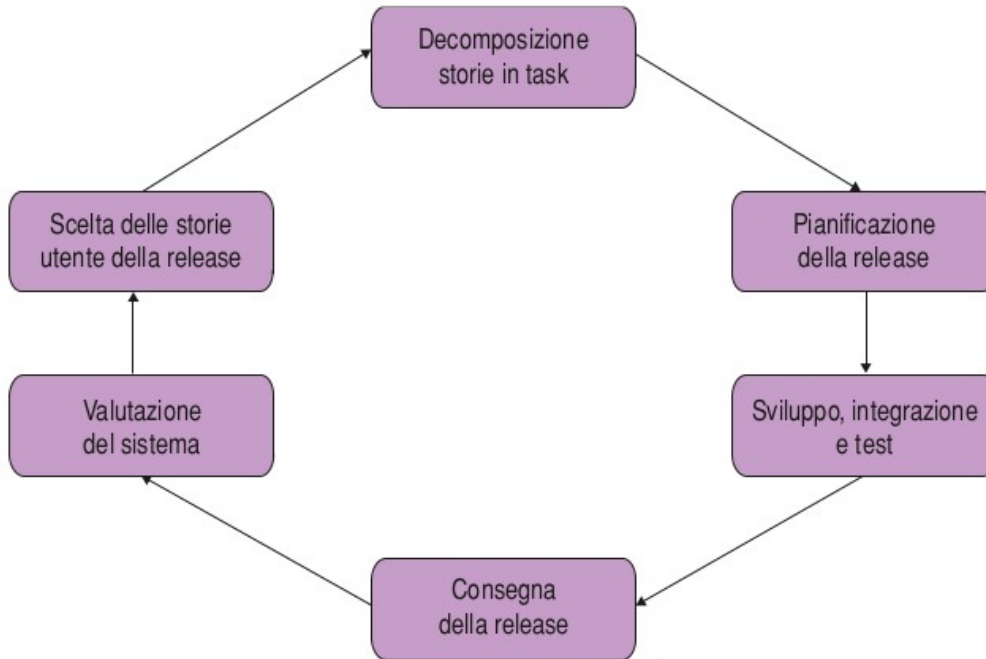 Decomposizione
storie in task
Scelta delle storie
utente della release
Pianificazione
della release
Valutazione
del sistema
Sviluppo, integrazione
e test
Consegna
della release